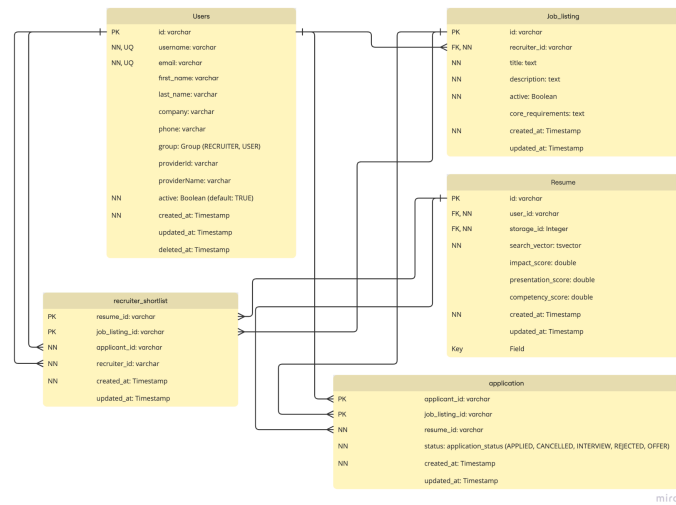 Users
PK id: varchar
NN, UQ username: varchar
NN, UQ email: varchar
first_name: varchar
last_name: varchar
company: varchar
phone: varchar
group: Group (RECRUITER, USER)
providerId: varchar
providerName: varchar
NN active: Boolean (default: TRUE)
NN created_at: Timestamp
updated_at: Timestamp
deleted_at: Timestamp
Job_listing
PK id: varchar
FK, NN recruiter_id: varchar
NN title: text
NN description: text
NN active: Boolean
core_requirements: text
NN created_at: Timestamp
updated_at: Timestamp
Resume
PK id: varchar
FK, NN user_id: varchar
FK, NN storage_id: Integer
NN search_vector: tsvector
impact_score: double
presentation_score: double
competency_score: double
NN created_at: Timestamp
updated_at: Timestamp
Key Field
recruiter_shortlist
PK resume_id: varchar
PK job_listing_id: varchar
NN applicant_id: varchar
NN recruiter_id: varchar
NN created_at: Timestamp
updated_at: Timestamp
application
PK applicant_id: varchar
PK job_listing_id: varchar
NN resume_id: varchar
NN status: application_status (APPLIED, CANCELLED, INTERVIEW, REJECTED, OFFER)
NN created_at: Timestamp
updated_at: Timestamp
miro